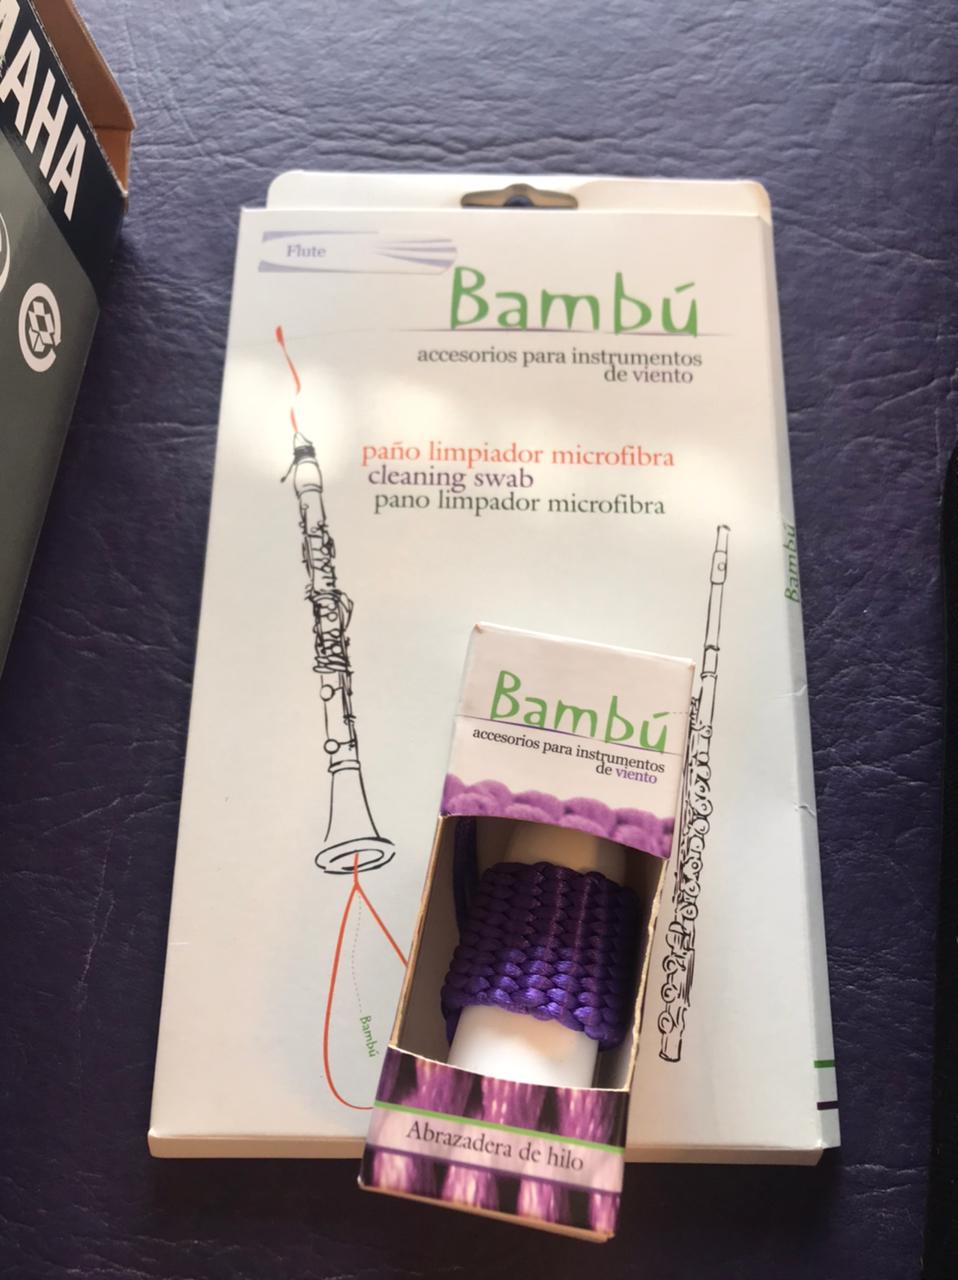 AMAHA
Flute
Bambú
accesorios para instrumentos
de viento
paño limpiador microfibra
cleaning swab
pano limpador microfibra
Bambú
Bambú
Bambú
accesorios para instrumentos
de viento
Abrazadera de hilo